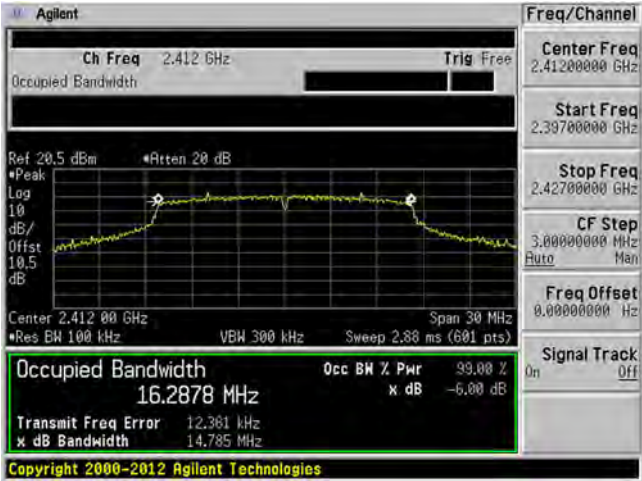 Agilent
Freq/Channel
Ch Freq 2.412 GHz Trig Free
Occupied Bandwidth
Center Freq
2.41200000 GHz
Start Freq
2.39700000 GHz
Stop Freq
2.42700000 GHz
CF Step
3.00000000 MHz
Auto Man
Freq Offset
0.00000000 Hz
Signal Track
On Off
Ref 20.5 dBm *Atten 20 dB
*Peak
Log
10
dB/
Offst
10.5
dB
Center 2.412 00 GHz Span 30 MHz
*Res BW 100 kHz VBW 300 kHz Sweep 2.88 ms (601 pts)
Occupied Bandwidth Occ BW % Pwr 99.00 %
16.2878 MHz x dB -6.00 dB
Transmit Freq Error 12.361 kHz
x dB Bandwidth 14.785 MHz
Copyright 2000-2012 Agilent Technologies